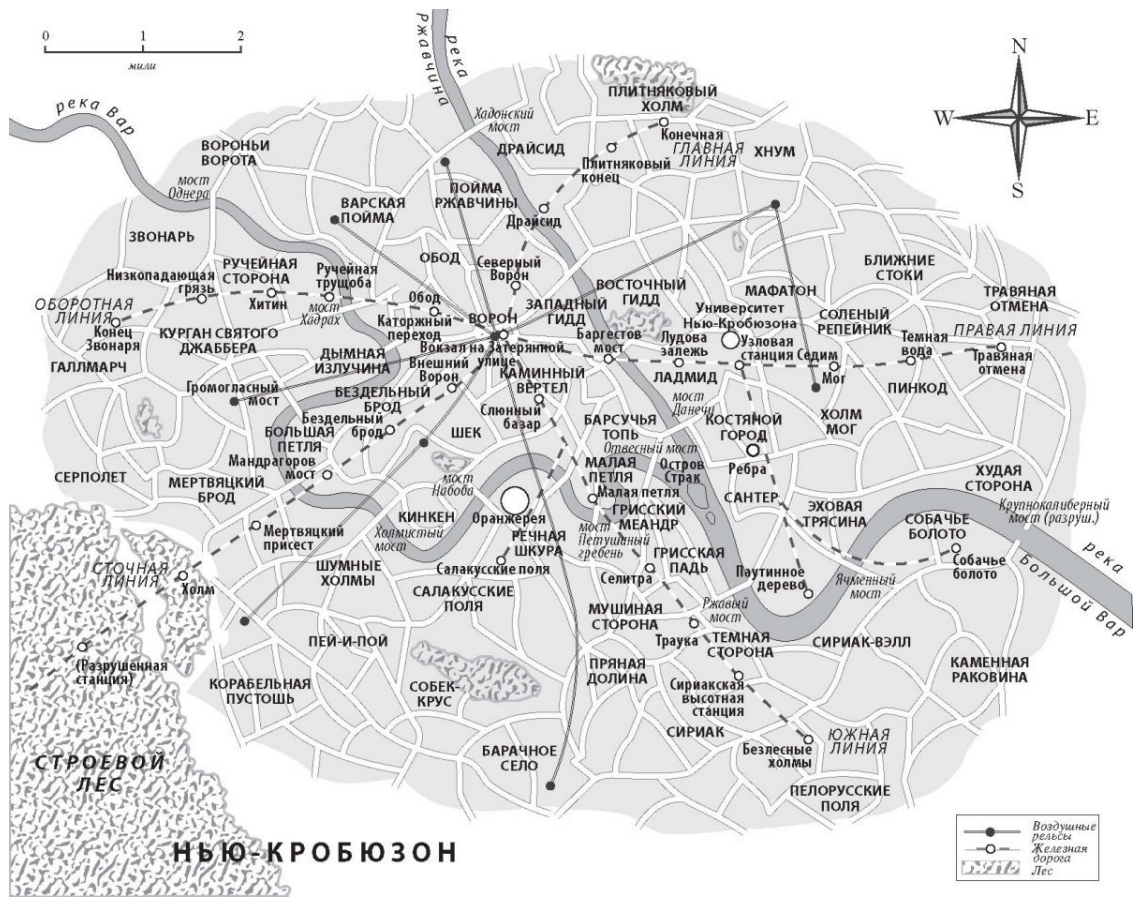 0 1 2
мили
река
Ржавчина
N
W E
S
река Вар
ПЛИТНЯКОВЫЙ
ХОЛМ
Хадонский
мост
Конечная
ГЛАВНАЯ
ЛИНИЯ
ВОРОНЬИ
ВОРОТА
ДРАЙСИД
ХНУМ
Плитняковый
конец
мост
Однера
ПОЙМА
РЖАВЧИНЫ
ВАРСКАЯ
ПОЙМА
Драйсид
ЗВОНАРЬ
ОБОД
Северный
Ворон
ВОСТОЧНЫЙ
ГИДД
БЛИЖНИЕ
СТОКИ
Низкопадающая
грязь
РУЧЕЙНАЯ
СТОРОНА
Ручейная
трущоба
МАФАТОН
ТРАВЯНАЯ
ОТМЕНА
ОБОРОТНАЯ
ЛИНИЯ
Хитин
мост
Хадрах
Обод
ВОРОН
ЗАПАДНЫЙ
ГИДД
Университет
Нью-Кробюзона
СОЛЕНЫЙ
РЕПЕЙНИК
ПРАВАЯ ЛИНИЯ
Конец
Звонаря
КУРГАН СВЯТОГО
ДЖАББЕРА
Каторжный
переход
Вокзал на Затерянной
улице
Баргестов
мост
Лудова
залежь
Узловая
станция Седим
Темная
вода
Травяная
отмена
ГАЛЛМАРЧ
ДЫМНАЯ
ИЗЛУЧИНА
Внешний
Ворон
КАМИННЫЙ
ВЕРТЕЛ
ЛАДМИД
Мог
ПИНКОД
Громогласный
мост
БЕЗДЕЛЬНЫЙ
БРОД
Слюнный
базар
мост
Данечи
Бездельный
брод
БОЛЬШАЯ
ПЕТЛЯ
ШЕК
БАРСУЧЬЯ
ТОПЬ
КОСТЯНОЙ
ГОРОД
ХОЛМ
МОГ
Отвесный мост
Мандрагоров
мост
мост
Набоба
МАЛАЯ
ПЕТЛЯ
Остров
Страк
Ребра
СЕРПОЛЕТ
МЕРТВЯЦКИЙ
БРОД
Малая петля
САНТЕР
ХУДАЯ
СТОРОНА
КИНКЕН
Оранжерея
ГРИССКИЙ
МЕАНДР
ЭХОВАЯ
ТРЯСИНА
Крупнокалиберный
мост (разруш.)
Мертвяцкий
присест
Холмистый
мост
РЕЧНАЯ
ШКУРА
мост
Петушиный
гребень
СОБАЧЬЕ
БОЛОТО
СТОЧНАЯ
ЛИНИЯ
ШУМНЫЕ
ХОЛМЫ
Салакусские поля
ГРИССКАЯ
ПАДЬ
Собачье
болото
река
Большой Вар
Холм
САЛАКУССКИЕ
ПОЛЯ
Селитра
Паутинное
дерево
Ячменный
мост
МУШИНАЯ
СТОРОНА
Ржавый
мост
ПЕЙ-И-ПОЙ
Траука
ТЕМНАЯ
СТОРОНА
СИРИАК-ВЭЛЛ
(Разрушенная
станция)
ПРЯНАЯ
ДОЛИНА
КАМЕННАЯ
РАКОВИНА
КОРАБЕЛЬНАЯ
ПУСТОШЬ
СОБЕК-
КРУС
Сириакская
высотная
станция
СИРИАК
ЮЖНАЯ
ЛИНИЯ
БАРАЧНОЕ
СЕЛО
Безлесные
холмы
СТРОЕВОЙ
ЛЕС
ПЕЛОРУССКИЕ
ПОЛЯ
НЬЮ-КРОБЮЗОН
Воздушные
рельсы
Железная
дорога
Лес